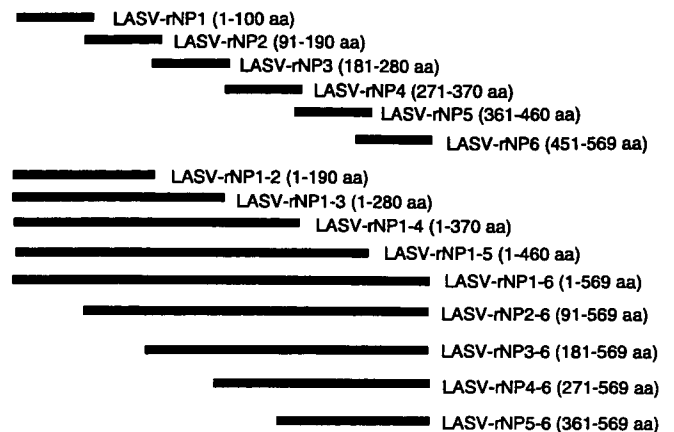 LASV-rNP1 (1-100 aa)
LASV-rNP2 (91-190 aa)
LASV-rNP3 (181-280 aa)
LASV-rNP4 (271-370 aa)
LASV-rNP5 (361-460 aa)
LASV-rNP6 (451-569 aa)
LASV-rNP1-2 (1-190 aa)
LASV-rNP1-3 (1-280 aa)
LASV-rNP1-4 (1-370 aa)
LASV-rNP1-5 (1-460 aa)
LASV-rNP1-6 (1-569 aa)
LASV-rNP2-6 (91-569 aa)
LASV-rNP3-6 (181-569 aa)
LASV-rNP4-6 (271-569 aa)
LASV-rNP5-6 (361-569 aa)